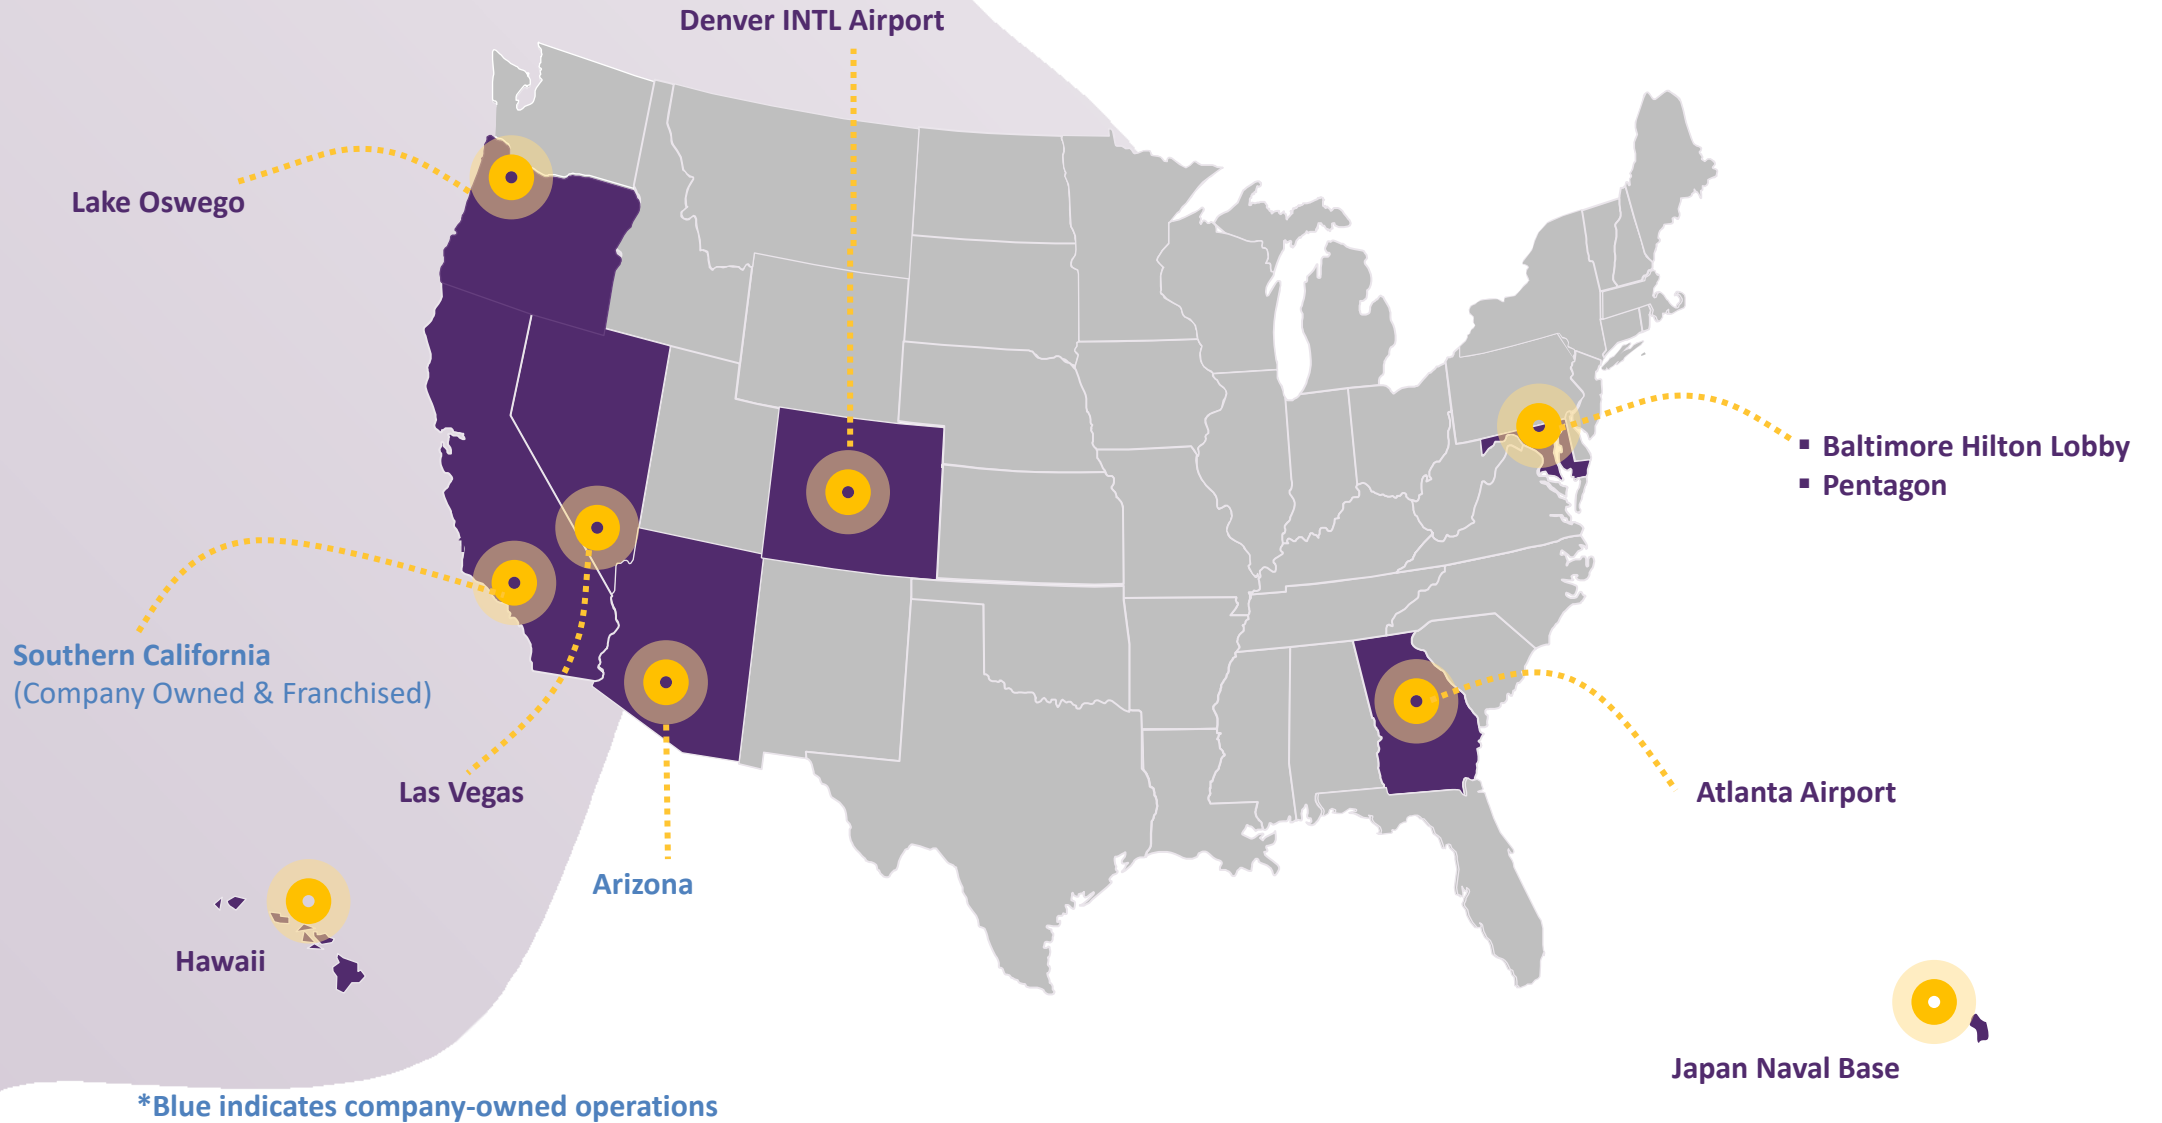 Denver INTL Airport
Lake Oswego
▪ Baltimore Hilton Lobby
▪ Pentagon
Southern California
(Company Owned & Franchised)
Las Vegas
Atlanta Airport
Arizona
Hawaii
Japan Naval Base
*Blue indicates company-owned operations